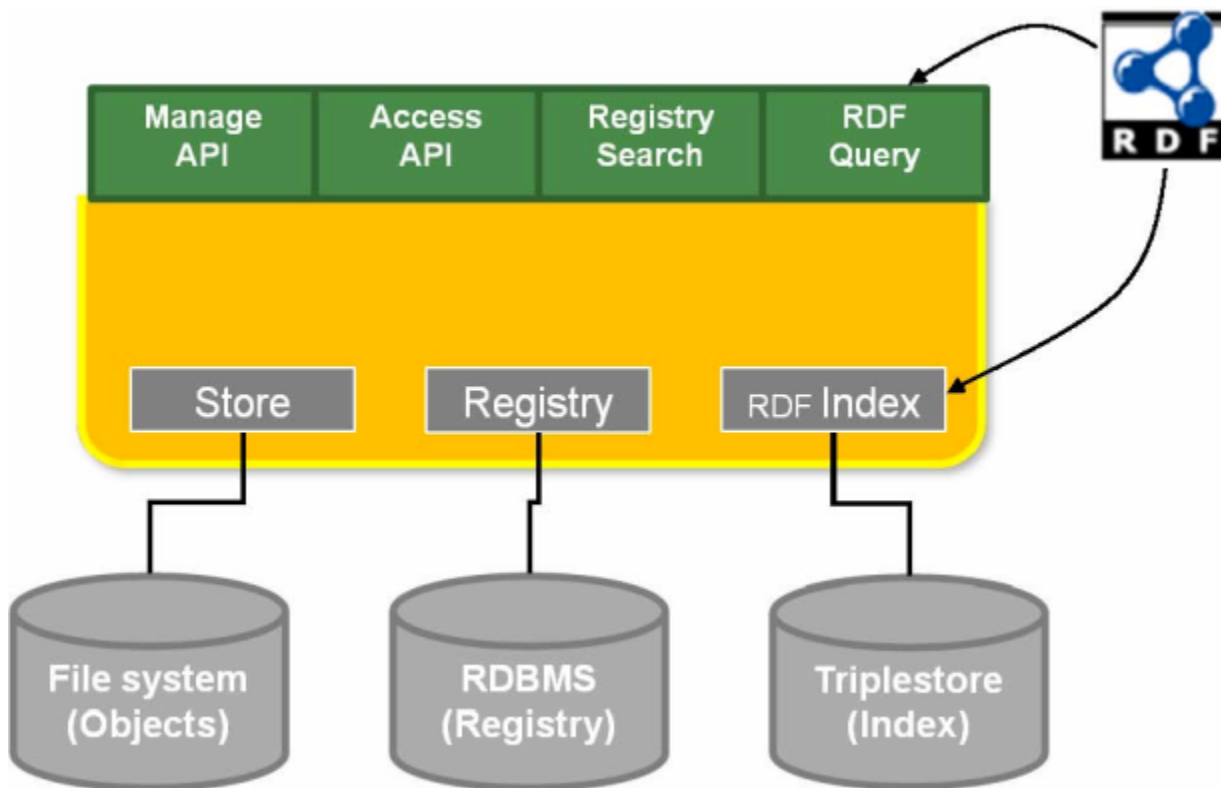 Manage
API
Access
API
Registry
Search
RDF
Query
RDF
Store
Registry
RDF Index
File system
(Objects)
RDBMS
(Registry)
Triplestore
(Index)